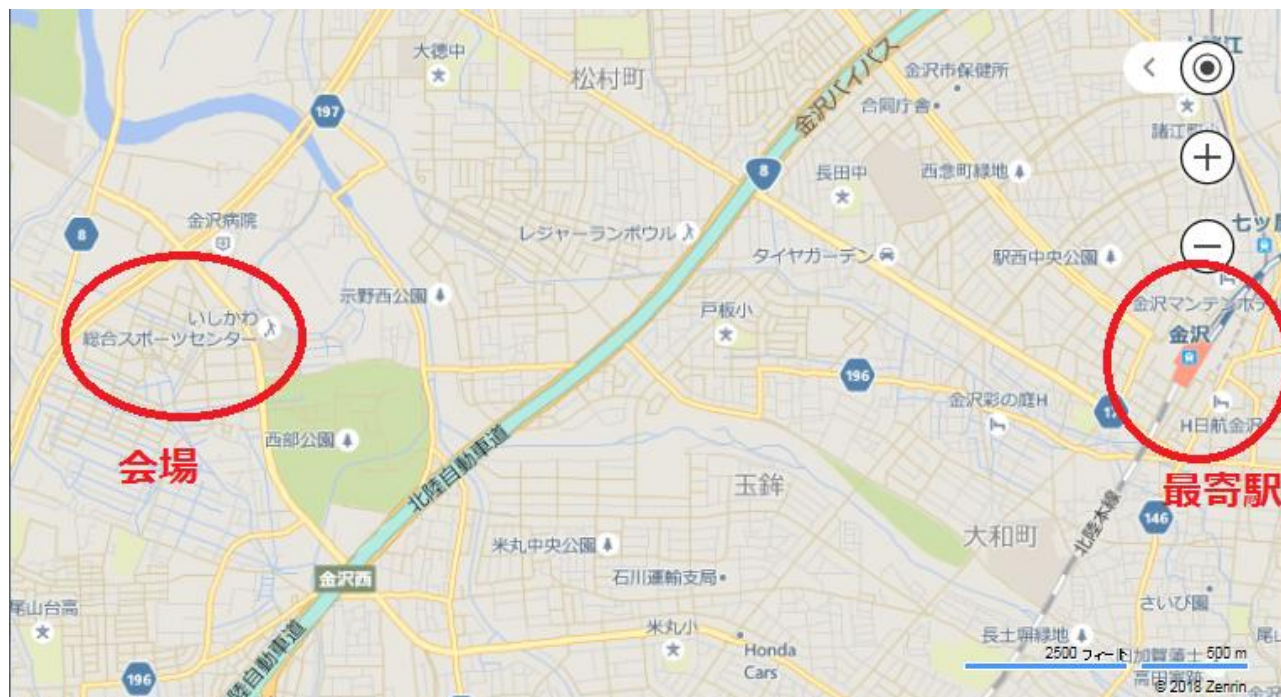 大徳中
松村町
金沢バイパス
金沢市保健所
合同庁舎
197
諸江町
8
長田中
西念町緑地
金沢病院
8
レジャーランボウル
タイヤガーデン
駅西中央公園
示野西公園
金沢マンテンホテ
いしかわ
総合スポーツセンター
戸板小
金沢
196
金沢彩の庭H
H日航金沢
西部公園
会場
北陸自動車道
玉鉾
最寄駅
146
大和町
北陸本線
米丸中央公園
金沢西
石川運輸支局
さいび園
尾山台高
米丸小
長土塀緑地
Honda
Cars
2500 フィート
600 m
196
陸自動車道
© 2018 Zenrin